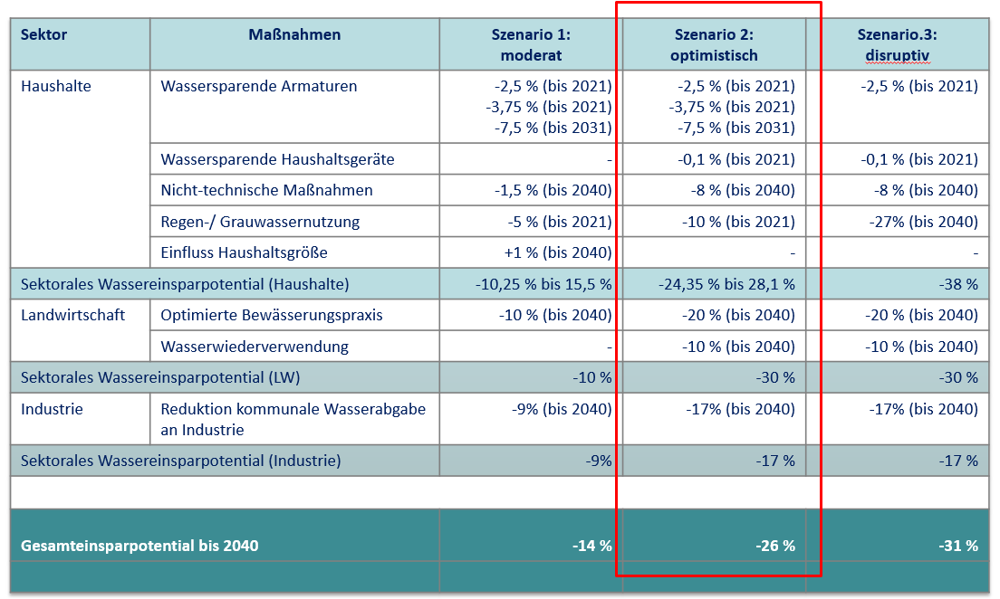 Sektor Maßnahmen Szenario 1: moderat Szenario 2: optimistisch Szenario.3: disruptiv
Haushalte Wassersparende Armaturen -2,5 % (bis 2021) -2,5 % (bis 2021) -2,5 % (bis 2021)
-3,75 % (bis 2021) -3,75 % (bis 2021)
-7,5 % (bis 2031) -7,5 % (bis 2031)
Wassersparende Haushaltsgeräte - -0,1 % (bis 2021) -0,1 % (bis 2021)
Nicht-technische Maßnahmen -1,5 % (bis 2040) -8 % (bis 2040) -8 % (bis 2040)
Regen-/ Grauwassernutzung -5 % (bis 2021) -10 % (bis 2021) -27% (bis 2040)
Einfluss Haushaltsgröße +1 % (bis 2040) - -
Sektorales Wassereinsparpotential (Haushalte) -10,25 % bis 15,5 % -24,35 % bis 28,1 % -38 %
Landwirtschaft Optimierte Bewässerungspraxis -10 % (bis 2040) -20 % (bis 2040) -20 % (bis 2040)
Wasserwiederverwendung - -10 % (bis 2040) -10 % (bis 2040)
Sektorales Wassereinsparpotential (LW) -10 % -30 % -30 %
Industrie Reduktion kommunale Wasserabgabe -9% (bis 2040) -17% (bis 2040) -17% (bis 2040)
an Industrie
Sektorales Wassereinsparpotential (Industrie) -9% -17 % -17 %
Gesamteinsparpotential bis 2040 -14 % -26 % -31 %